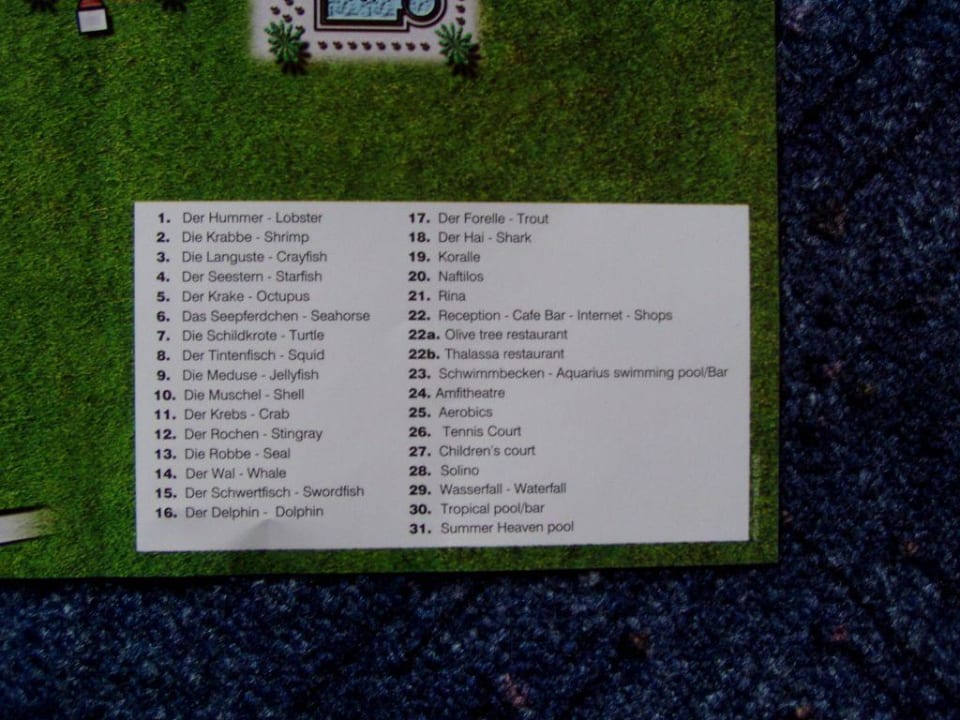 1. Der Hummer - Lobster
2. Die Krabbe - Shrimp
3. Die Languste - Crayfish
4. Der Seestern - Starfish
5. Der Krake - Octupus
6. Das Seepferdchen - Seahorse
7. Die Schildkrote - Turtle
8. Der Tintenfisch - Squid
9. Die Meduse - Jellyfish
10. Die Muschel - Shell
11. Der Krebs - Crab
12. Der Rochen - Stingray
13. Die Robbe - Seal
14. Der Wal - Whale
15. Der Schwertfisch - Swordfish
16. Der Delphin - Dolphin
17. Der Forelle - Trout
18. Der Hai - Shark
19. Koralle
20. Naftilos
21. Rina
22. Reception - Cafe Bar - Internet - Shops
22a. Olive tree restaurant
22b. Thalassa restaurant
23. Schwimmbecken - Aquarius swimming pool/Bar
24. Amfitheatre
25. Aerobics
26. Tennis Court
27. Children's court
28. Solino
29. Wasserfall - Waterfall
30. Tropical pool/bar
31. Summer Heaven pool